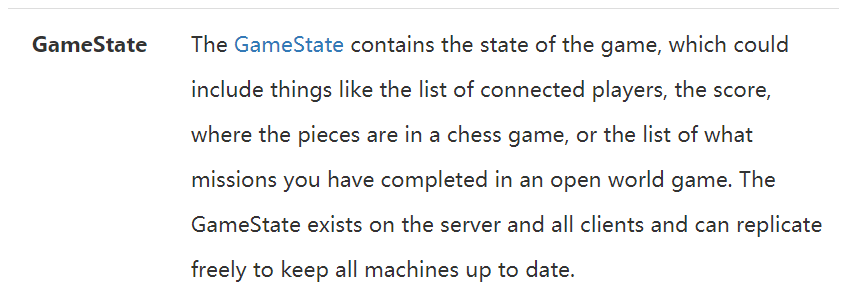 GameState The GameState contains the state of the game, which could
include things like the list of connected players, the score,
where the pieces are in a chess game, or the list of what
missions you have completed in an open world game. The
GameState exists on the server and all clients and can replicate
freely to keep all machines up to date.